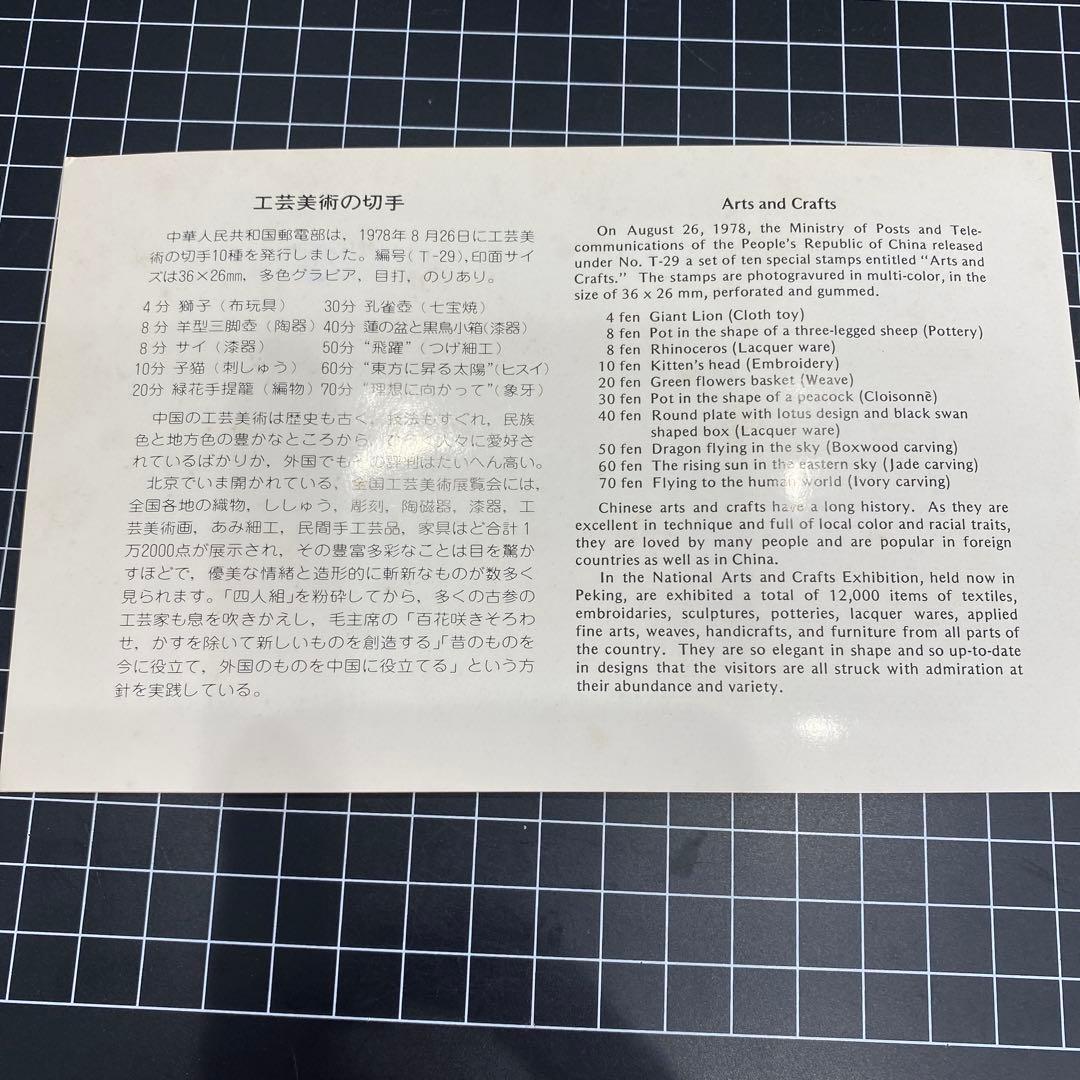 工芸美術の切手
中華人民共和国郵電部は，1978年8月26日に工芸美
術の切手10種を発行しました。編号(T-29),印面サイ
ズは36×26mm，多色グラビア，目打，のりあり。
4分 獅子（布玩具） 30分 孔雀壺（七宝焼）
8分 羊型三脚壺（陶器）40分 蓮の盆と黒鳥小箱(漆器)
8分 サイ（漆器） 50分 “飛躍”（つげ細工）
10分 子猫（刺しゅう） 60分 “東方に昇る太陽”(ヒスイ)
20分 緑花手提籠（編物）70分 “理想に向かって”（象牙）
中国の工芸美術は歴史も古く 技法もすぐれ，民族
色と地方色の豊かなところから 人々に愛好さ
れているばかりか，外国でも の評判はたいへん高い。
北京でいま開かれている，全国工芸美術展覧会には，
全国各地の織物，ししゅう，彫刻，陶磁器，漆器，工
芸美術画，あみ細工，民間手工芸品，家具はど合計1
万2000点が展示され，その豊富多彩なことは目を驚か
すほどで，優美な情緒と造形的に斬新なものが数多く
見られます。「四人組」を粉砕してから，多くの古参の
工芸家も息を吹きかえし，毛主席の「百花咲きそろわ
せ，かすを除いて新しいものを創造する」「昔のものを
今に役立て，外国のものを中国に役立てる」という方
針を実践している。
Arts and Crafts
On August 26, 1978, the Ministry of Posts and Tele-
communications of the People's Republic of China released
under No. T-29 a set of ten special stamps entitled "Arts and
Crafts." The stamps are photogravured in multi-color, in the
size of 36 x 26 mm, perforated and gummed.
4 fen Giant Lion (Cloth toy)
8 fen Pot in the shape of a three-legged sheep (Pottery)
8 fen Rhinoceros (Lacquer ware)
10 fen Kitten's head (Embroidery)
20 fen Green flowers basket (Weave)
30 fen Pot in the shape of a peacock (Cloisonnē)
40 fen Round plate with lotus design and black swan
shaped box (Lacquer ware)
50 fen Dragon flying in the sky (Boxwood carving)
60 fen The rising sun in the eastern sky (Jade carving)
70 fen Flying to the human world (Ivory carving)
Chinese arts and crafts have a long history. As they are
excellent in technique and full of local color and racial traits,
they are loved by many people and are popular in foreign
countries as well as in China.
In the National Arts and Crafts Exhibition, held now in
Peking, are exhibited a total of 12,000 items of textiles,
embroidaries, sculptures, potteries, lacquer wares, applied
fine arts, weaves, handicrafts, and furniture from all parts of
the country. They are so elegant in shape and so up-to-date
in designs that the visitors are all struck with admiration at
their abundance and variety.